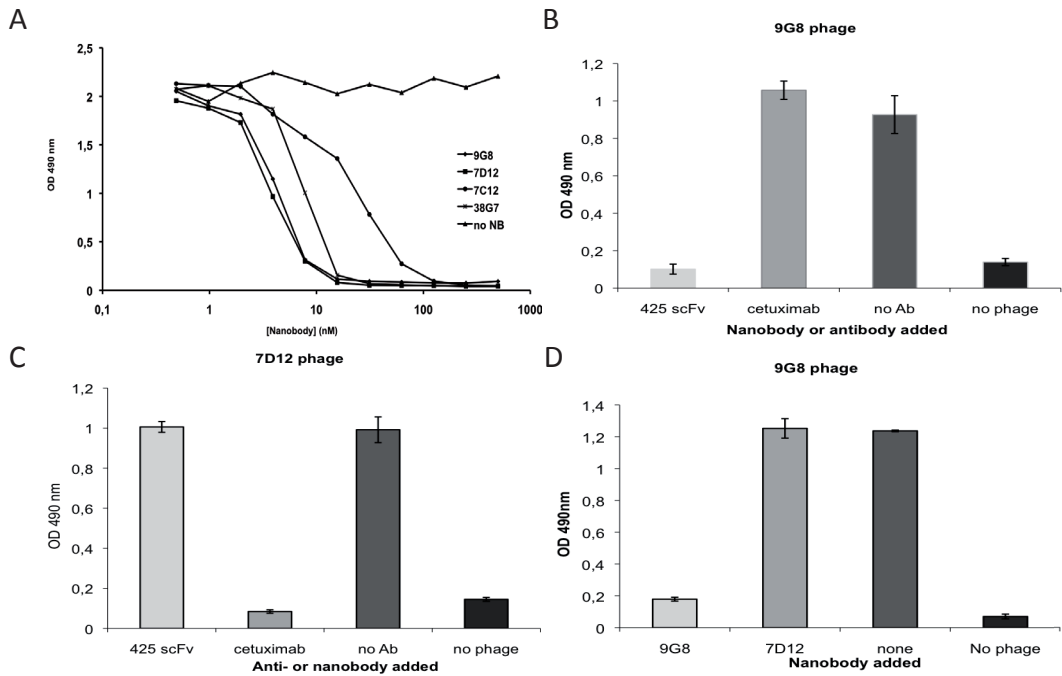 A
2,5
2
1,5
1
0,5
0
OD 490 nm
0,1
1
10
100
1000
[Nanobody] (nM)
9G8
7D12
7C12
38G7
no NB
B
9G8 phage
1,2
1
0,8
0,6
0,4
0,2
0
OD 490 nm
425 scFv
cetuximab
no Ab
no phage
Nanobody or antibody added
C
7D12 phage
1,2
1
0,8
0,6
0,4
0,2
0
OD 490 nm
425 scFv
cetuximab
no Ab
no phage
Anti- or nanobody added
D
9G8 phage
1,4
1,2
1
0,8
0,6
0,4
0,2
0
OD 490nm
9G8
7D12
none
No phage
Nanobody added